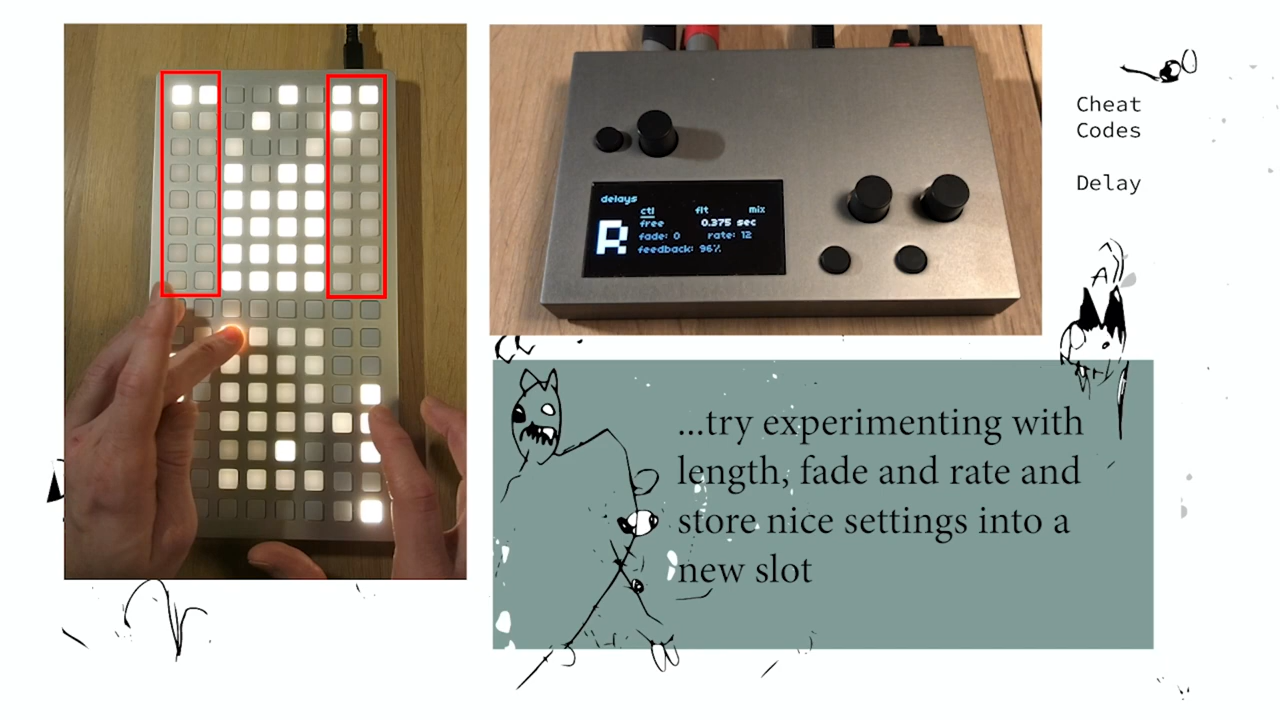 delays
ctl flt mix
free 0.375 sec
fade: 0 rate: 12
R
feedback: 96%
Cheat
Codes
Delay
...try experimenting with
length, fade and rate and
store nice settings into a
new slot